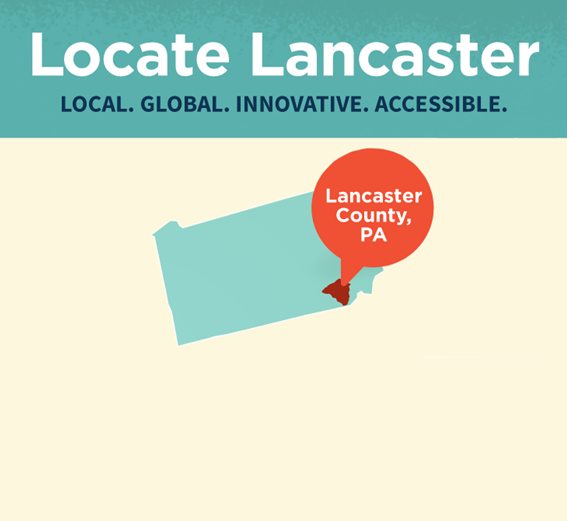 Locate Lancaster
LOCAL. GLOBAL. INNOVATIVE. ACCESSIBLE.
Lancaster
County,
PA